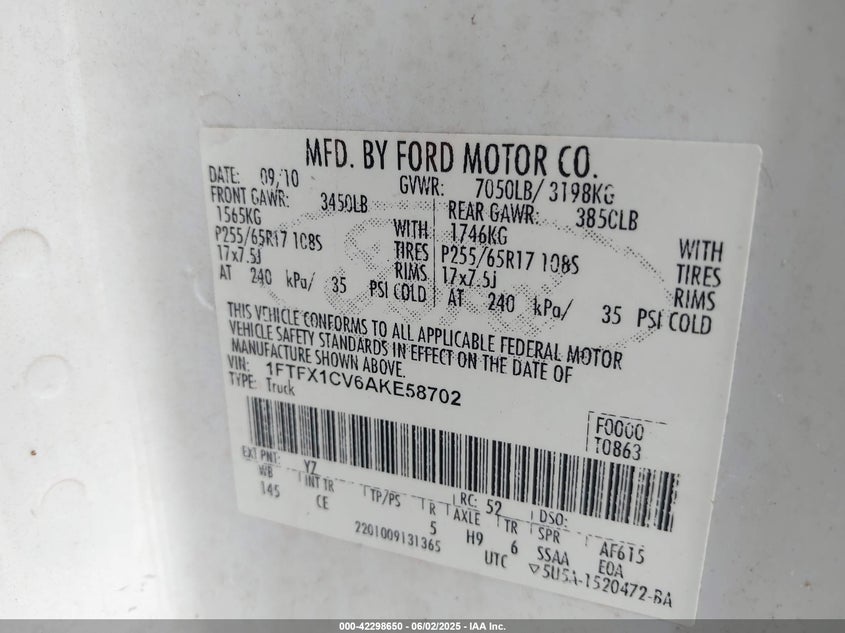 MFD. BY FORD MOTOR CO.
DATE: 09/10 GVWR: 7050LB/ 3198KG
FRONT GAWR: 3450LB REAR GAWR: 3850LB
1565KG WITH 1746KG WITH
P255/65R17 108S TIRES P255/65R17 108S TIRES
17x7.5J RIMS 17x7.5J RIMS
AT 240 kPa/ 35 PSI COLD AT 240 kPa/ 35 PSI COLD
THIS VEHICLE CONFORMS TO ALL APPLICABLE FEDERAL MOTOR
VEHICLE SAFETY STANDARDS IN EFFECT ON THE DATE OF
MANUFACTURE SHOWN ABOVE.
VIN: 1FTFX1CV6AKE58702
TYPE: Truck
F0000
T0863
EXT PNT: YZ RC: 52 DSO:
WB INT TR TP/PS R AXLE TR SPR AF615
145 CE 5 H9 6 SSAA E0A
2201009131365 UTC ▽5U5A-1520472-BA
000-42298650 - 06/02/2025 - IAA Inc.